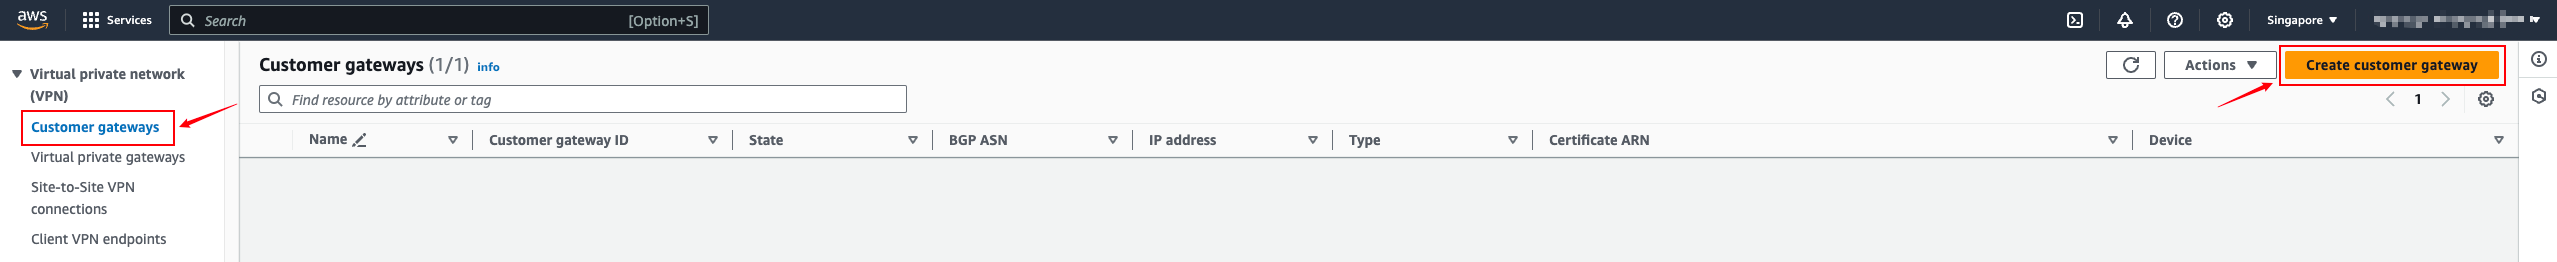 aws Services Search [Option+S] Singapore
Virtual private network
(VPN)
Customer gateways
Virtual private gateways
Site-to-Site VPN
connections
Client VPN endpoints
Customer gateways (1/1) info
Actions Create customer gateway
Find resource by attribute or tag
1
Name Customer gateway ID State BGP ASN IP address Type Certificate ARN Device